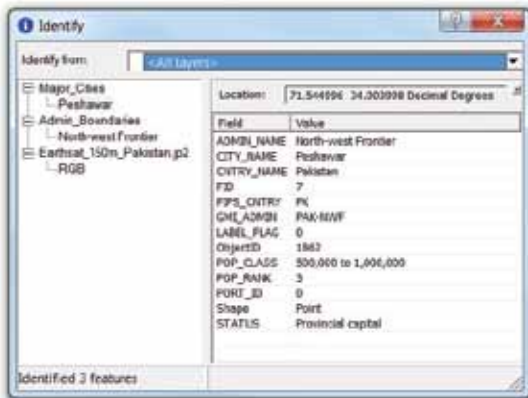 Identify
Identify from: <All layers>
Major_Cities
Peshawar
Admin_Boundaries
North-west Frontier
Earthsat_150m_Pakistan.jp2
RGB
Location: 71.544996 34.003998 Decimal Degrees
Field Value
ADMIN_NAME North-west Frontier
CITY_NAME Peshawar
CNTRY_NAME Pakistan
FID 7
FIPS_CNTRY PK
GMI_ADMIN PAK-NWF
LABEL_FLAG 0
ObjectID 1862
POP_CLASS 500,000 to 1,000,000
POP_RANK 3
PORT_ID 0
Shape Point
STATUS Provincial capital
Identified 3 features